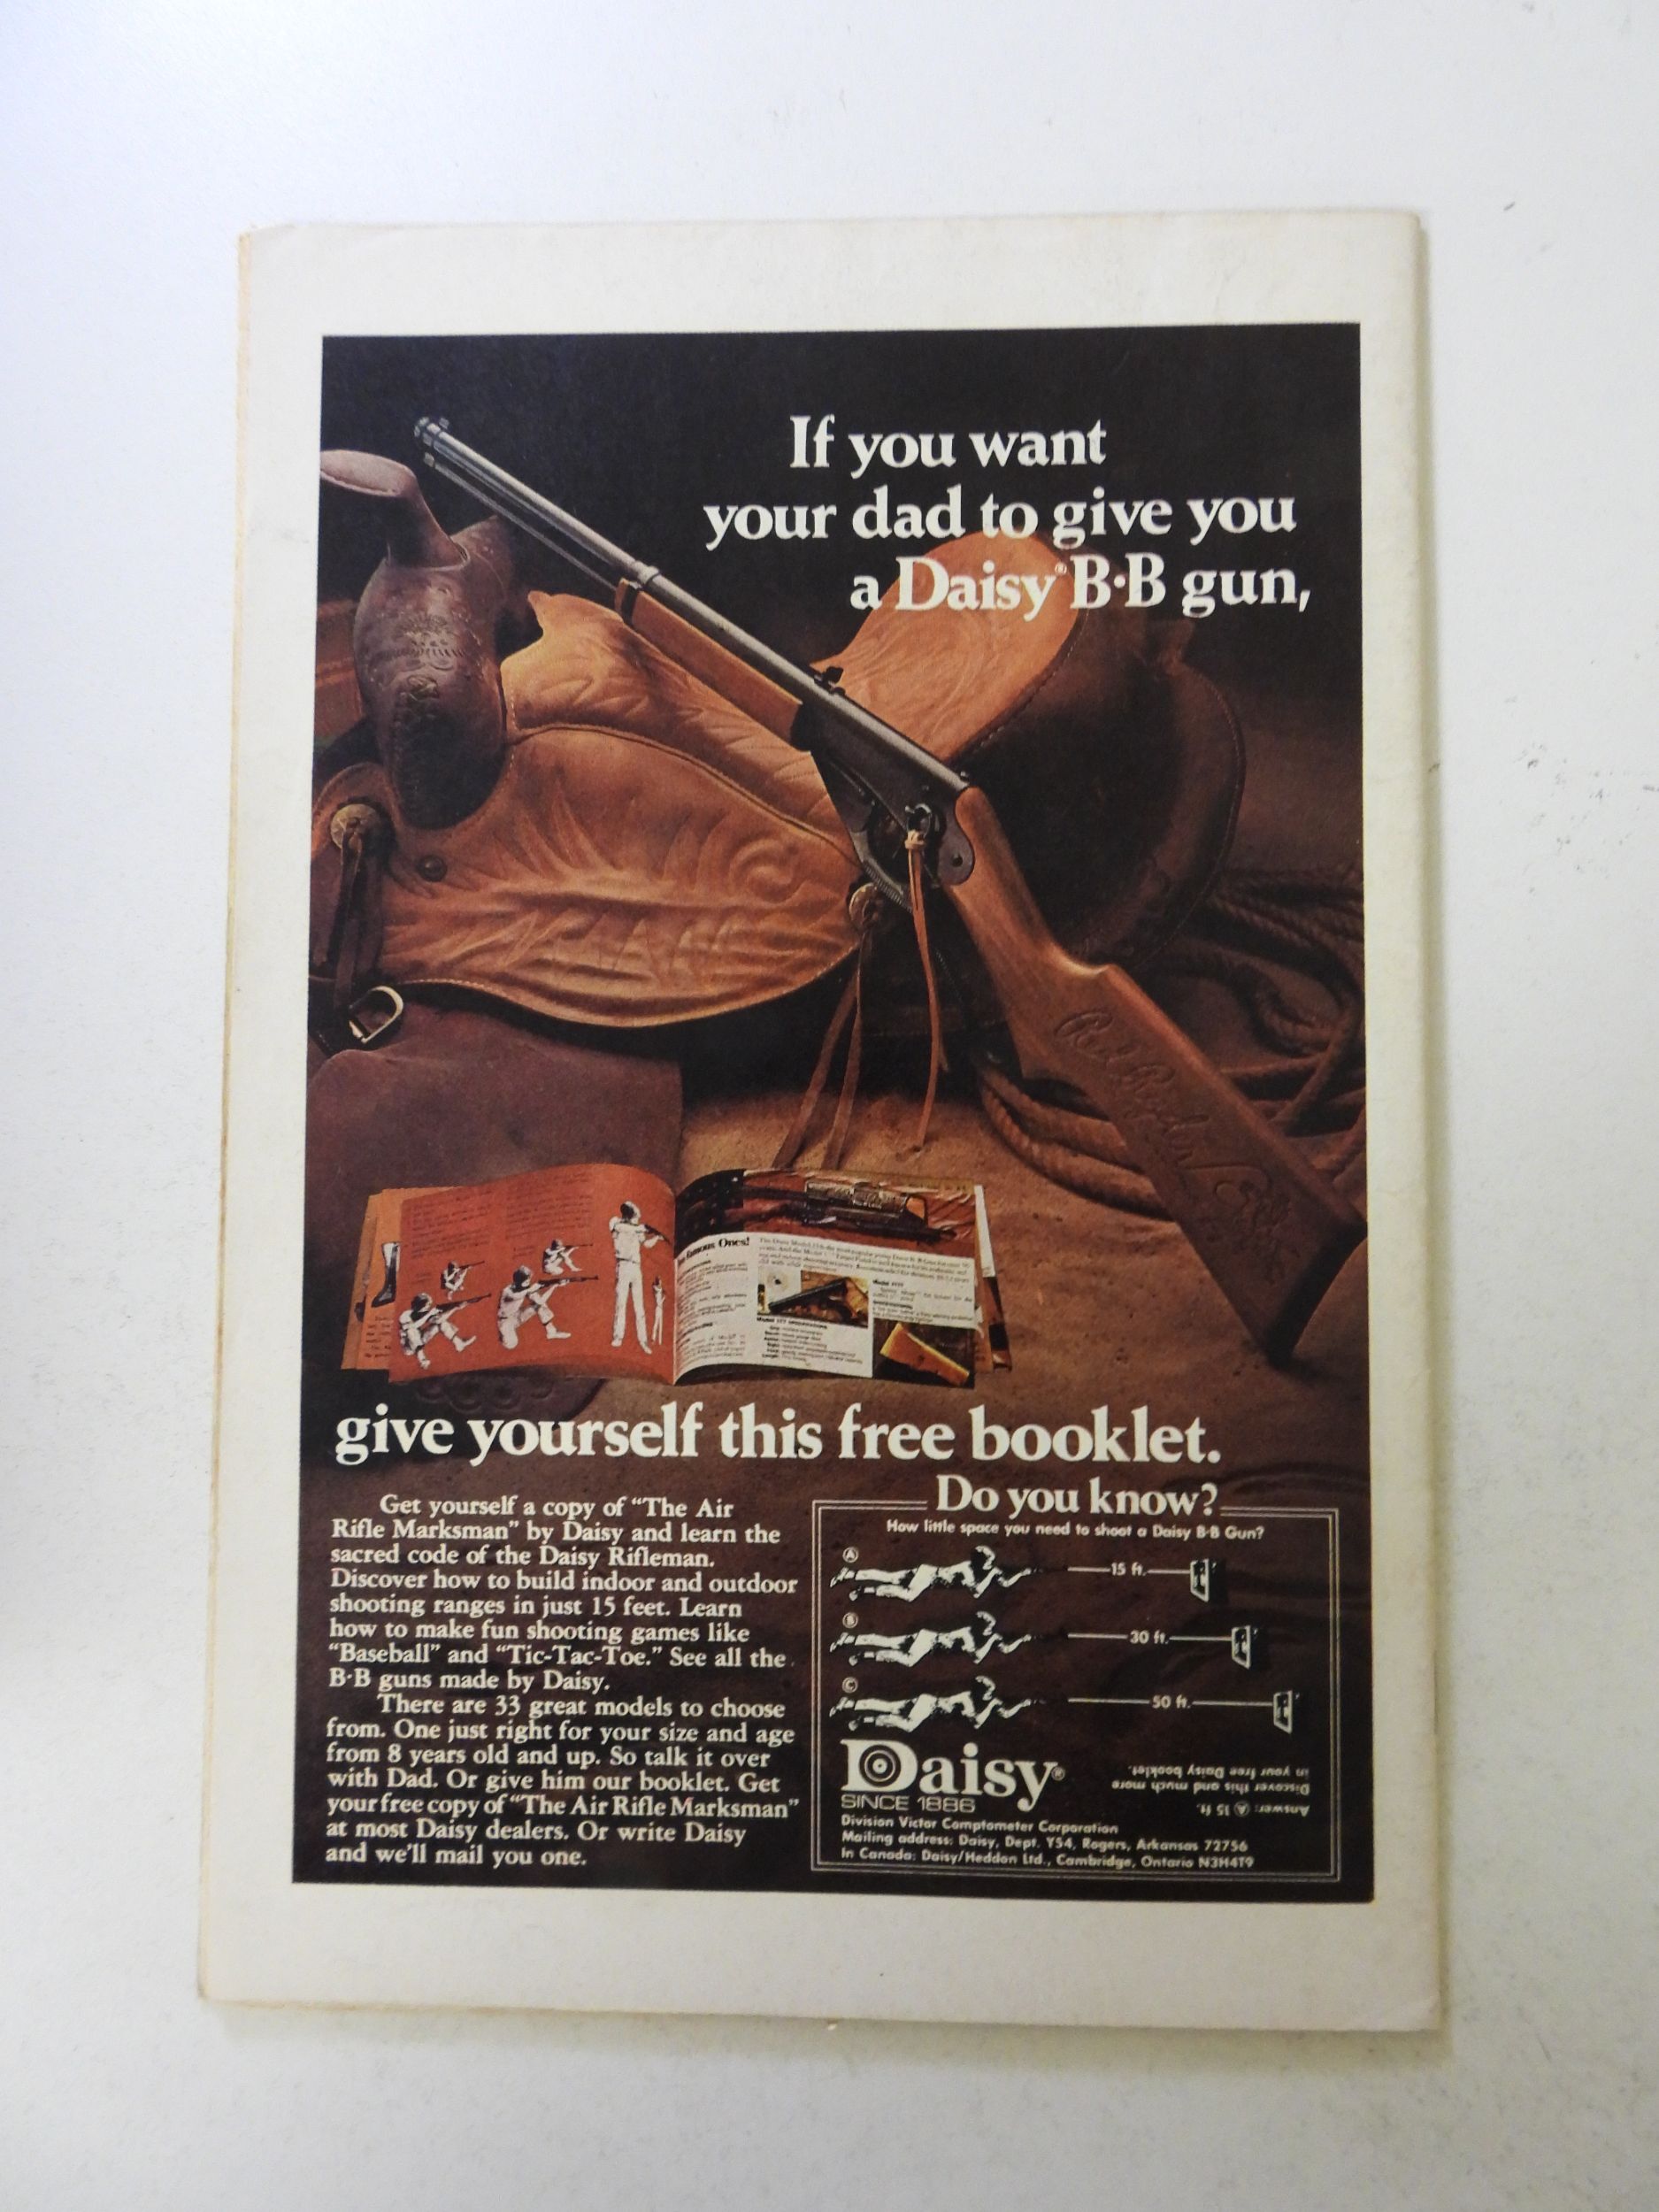 If you want
your dad to give you
a Daisy® B·B gun,
Red Ryder
Famous Ones!
give yourself this free booklet.
Get yourself a copy of “The Air
Rifle Marksman” by Daisy and learn the
sacred code of the Daisy Rifleman.
Discover how to build indoor and outdoor
shooting ranges in just 15 feet. Learn
how to make fun shooting games like
“Baseball” and “Tic-Tac-Toe.” See all the
B·B guns made by Daisy.
There are 33 great models to choose
from. One just right for your size and age
from 8 years old and up. So talk it over
with Dad. Or give him our booklet. Get
your free copy of “The Air Rifle Marksman”
at most Daisy dealers. Or write Daisy
and we’ll mail you one.
Do you know?
How little space you need to shoot a Daisy B·B Gun?
A
15 ft.
B
30 ft.
C
50 ft.
Daisy®
SINCE 1886
Answer: A 15 ft.
Discover this and much more
in your free Daisy booklet.
Division Victor Comptometer Corporation
Mailing address: Daisy, Dept. Y54, Rogers, Arkansas 72756
In Canada: Daisy/Heddon Ltd., Cambridge, Ontario N3H4T9